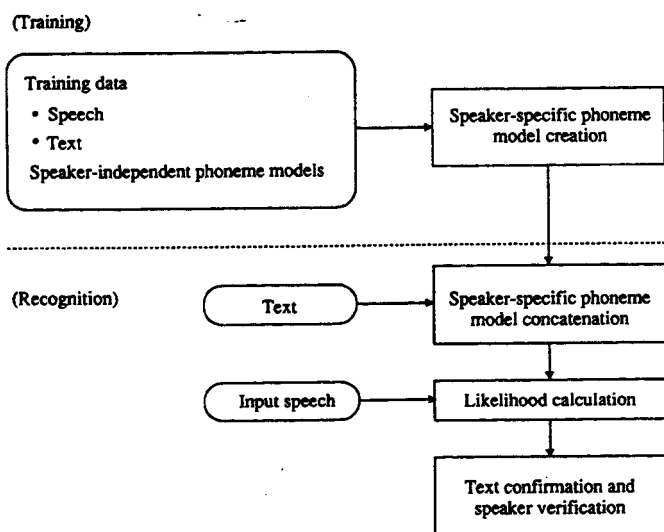 (Training)
Training data
• Speech
• Text
Speaker-independent phoneme models
Speaker-specific phoneme
model creation
(Recognition)
Text
Speaker-specific phoneme
model concatenation
Input speech
Likelihood calculation
Text confirmation and
speaker verification